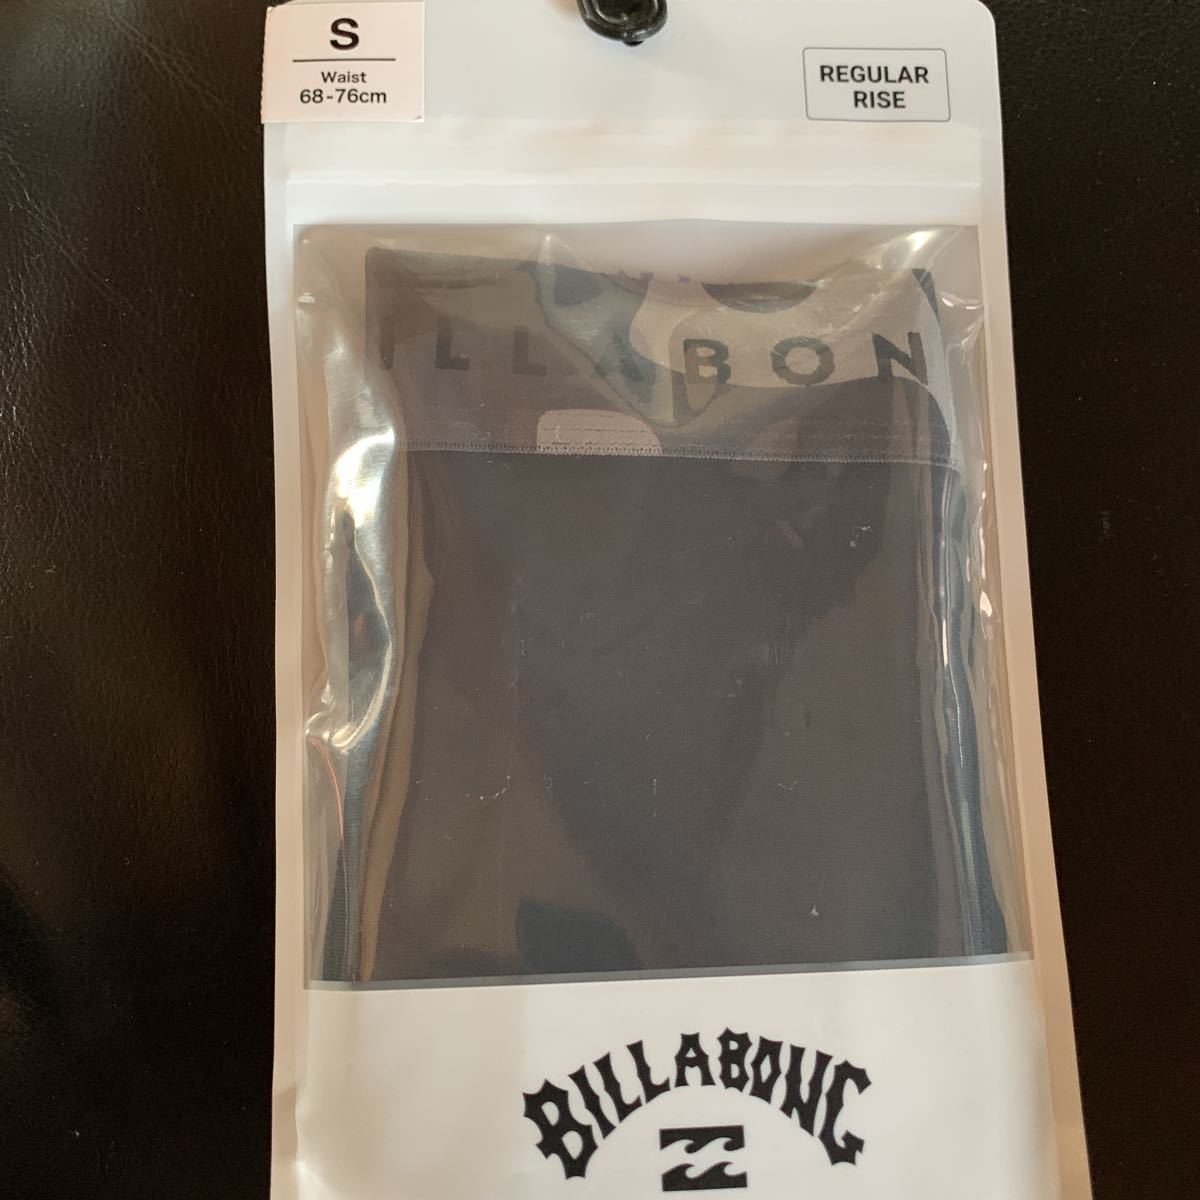 S
Waist
68-76cm
REGULAR
RISE
ILLABON
BILLABONG